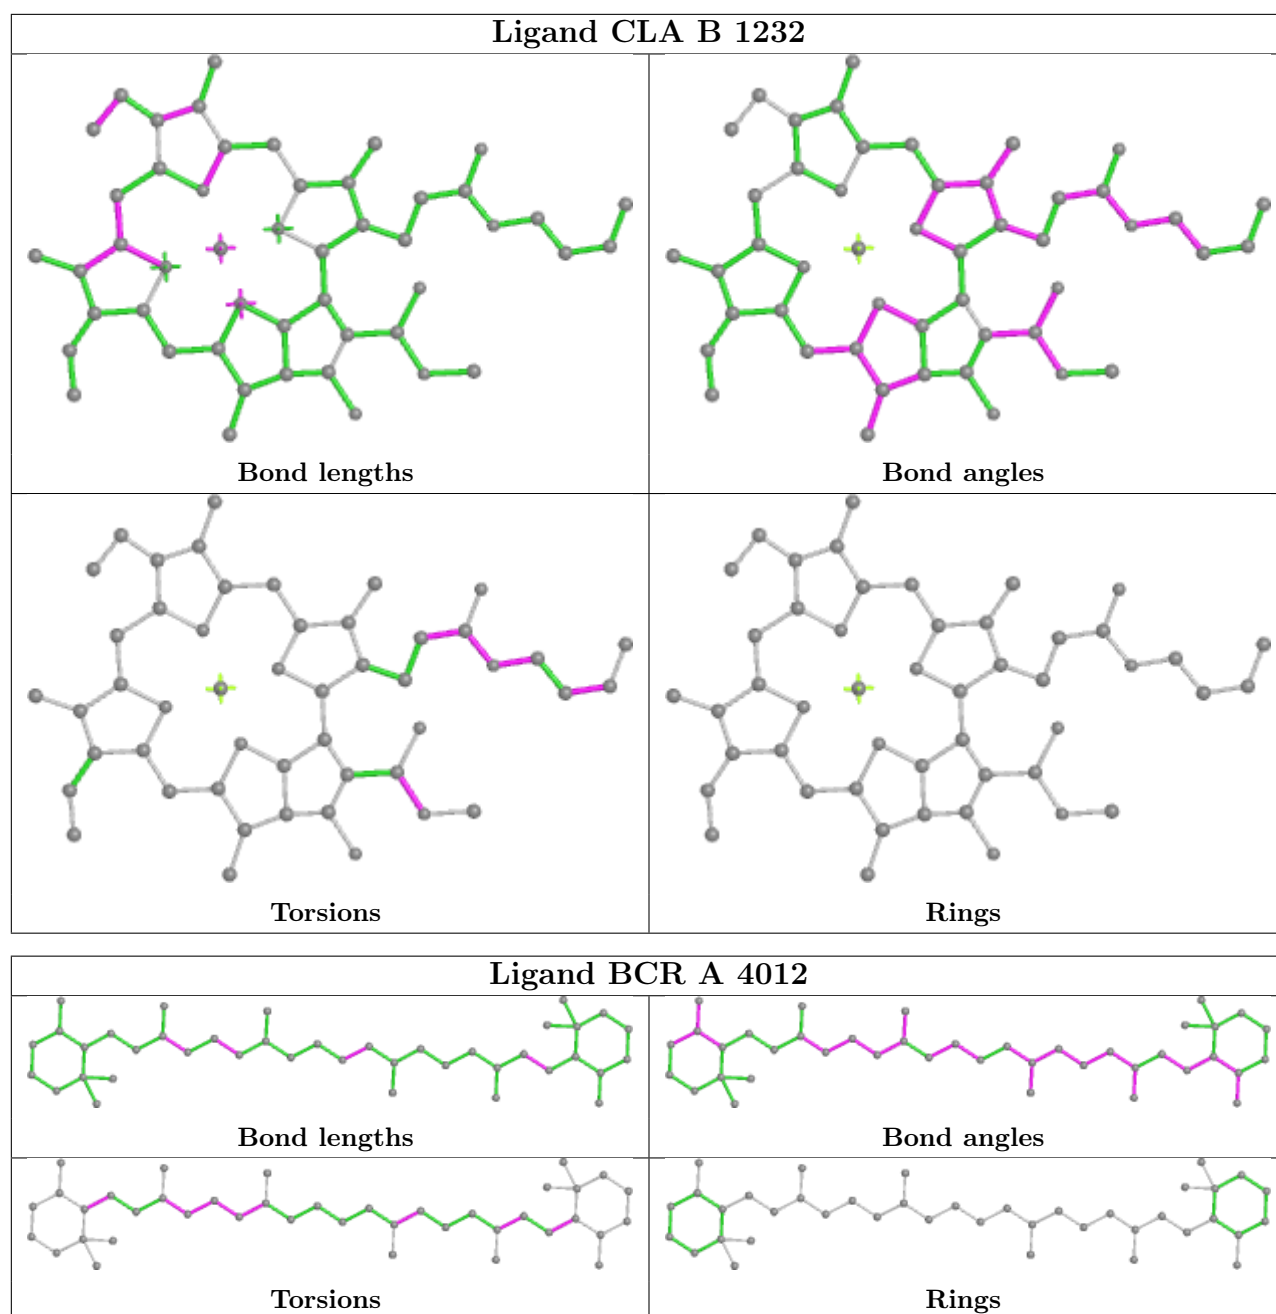 Ligand CLA B 1232
Bond lengths
Bond angles
Torsions
Rings
Ligand BCR A 4012
Bond lengths
Bond angles
Torsions
Rings